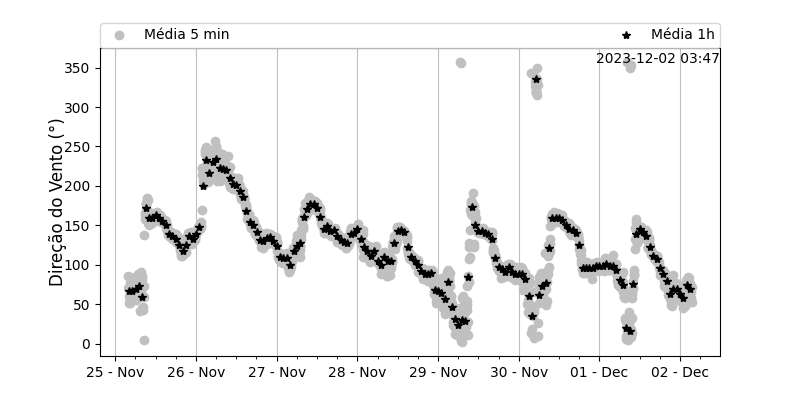 Média 5 min
Média 1h
2023-12-02 03:47
Direção do Vento (°)
350
300
250
200
150
100
50
0
25 - Nov
26 - Nov
27 - Nov
28 - Nov
29 - Nov
30 - Nov
01 - Dec
02 - Dec